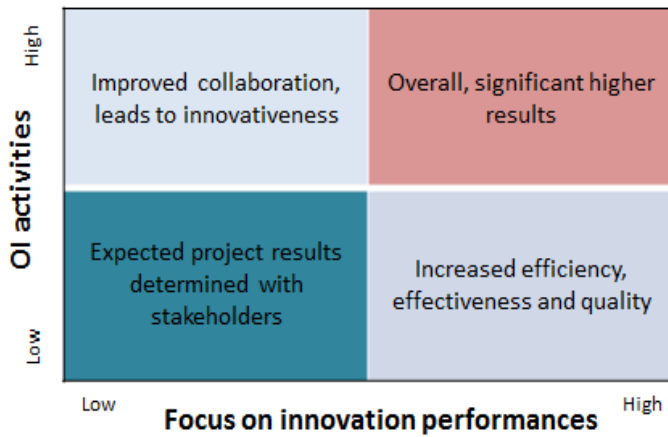 High
Improved collaboration,
leads to innovativeness
Overall, significant higher
results
OI activities
Expected project results
determined with
stakeholders
Increased efficiency,
effectiveness and quality
Low
Low
High
Focus on innovation performances